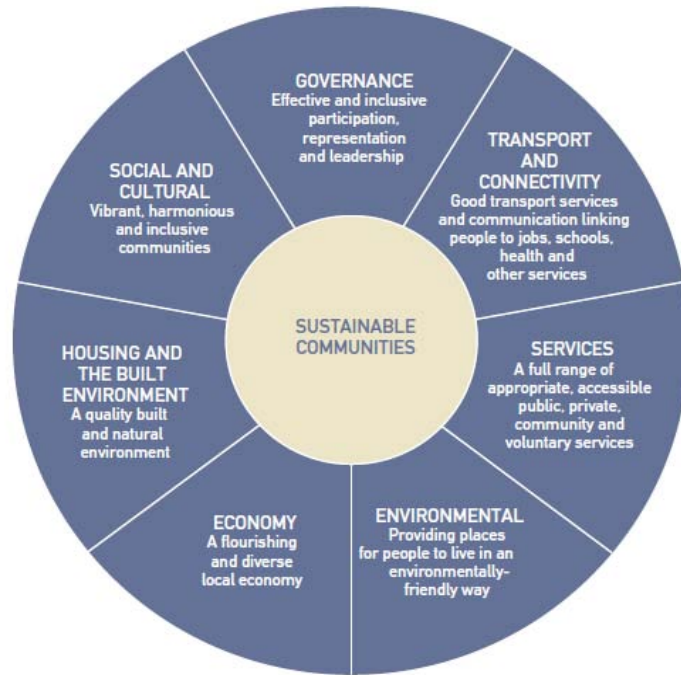 GOVERNANCE
Effective and inclusive
participation,
representation
and leadership
TRANSPORT
AND
CONNECTIVITY
Good transport services
and communication linking
people to jobs, schools,
health and
other services
SERVICES
A full range of
appropriate, accessible
public, private,
community and
voluntary services
ENVIRONMENTAL
Providing places
for people to live in an
environmentally-
friendly way
ECONOMY
A flourishing
and diverse
local economy
HOUSING AND
THE BUILT
ENVIRONMENT
A quality built
and natural
environment
SOCIAL AND
CULTURAL
Vibrant, harmonious
and inclusive
communities
SUSTAINABLE
COMMUNITIES